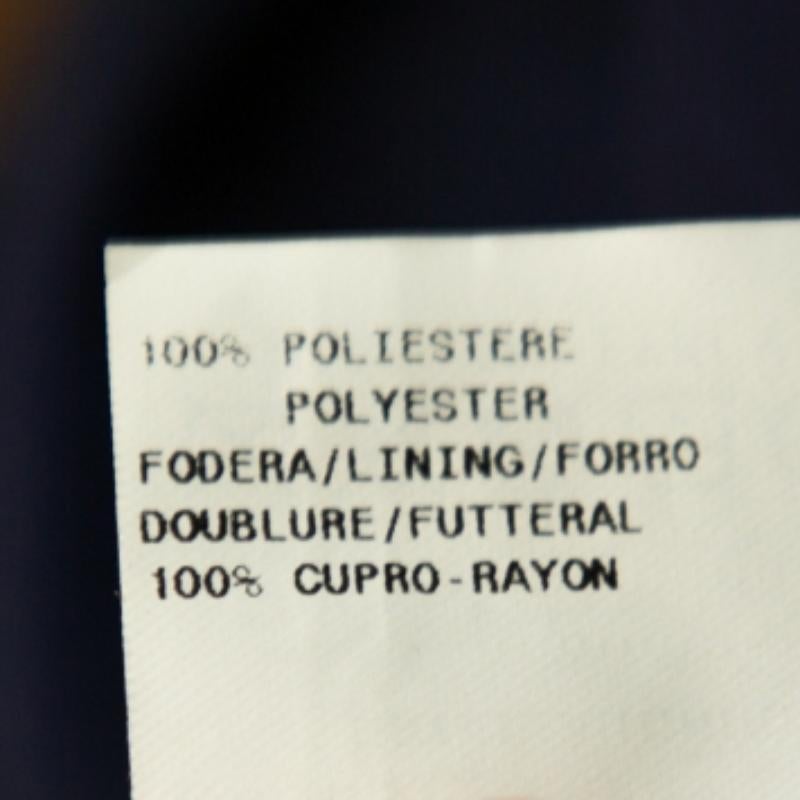 100% POLIESTERE
POLYESTER
FODERA/LINING/FORRO
DOUBLURE/FUTTERAL
100% CUPRO-RAYON